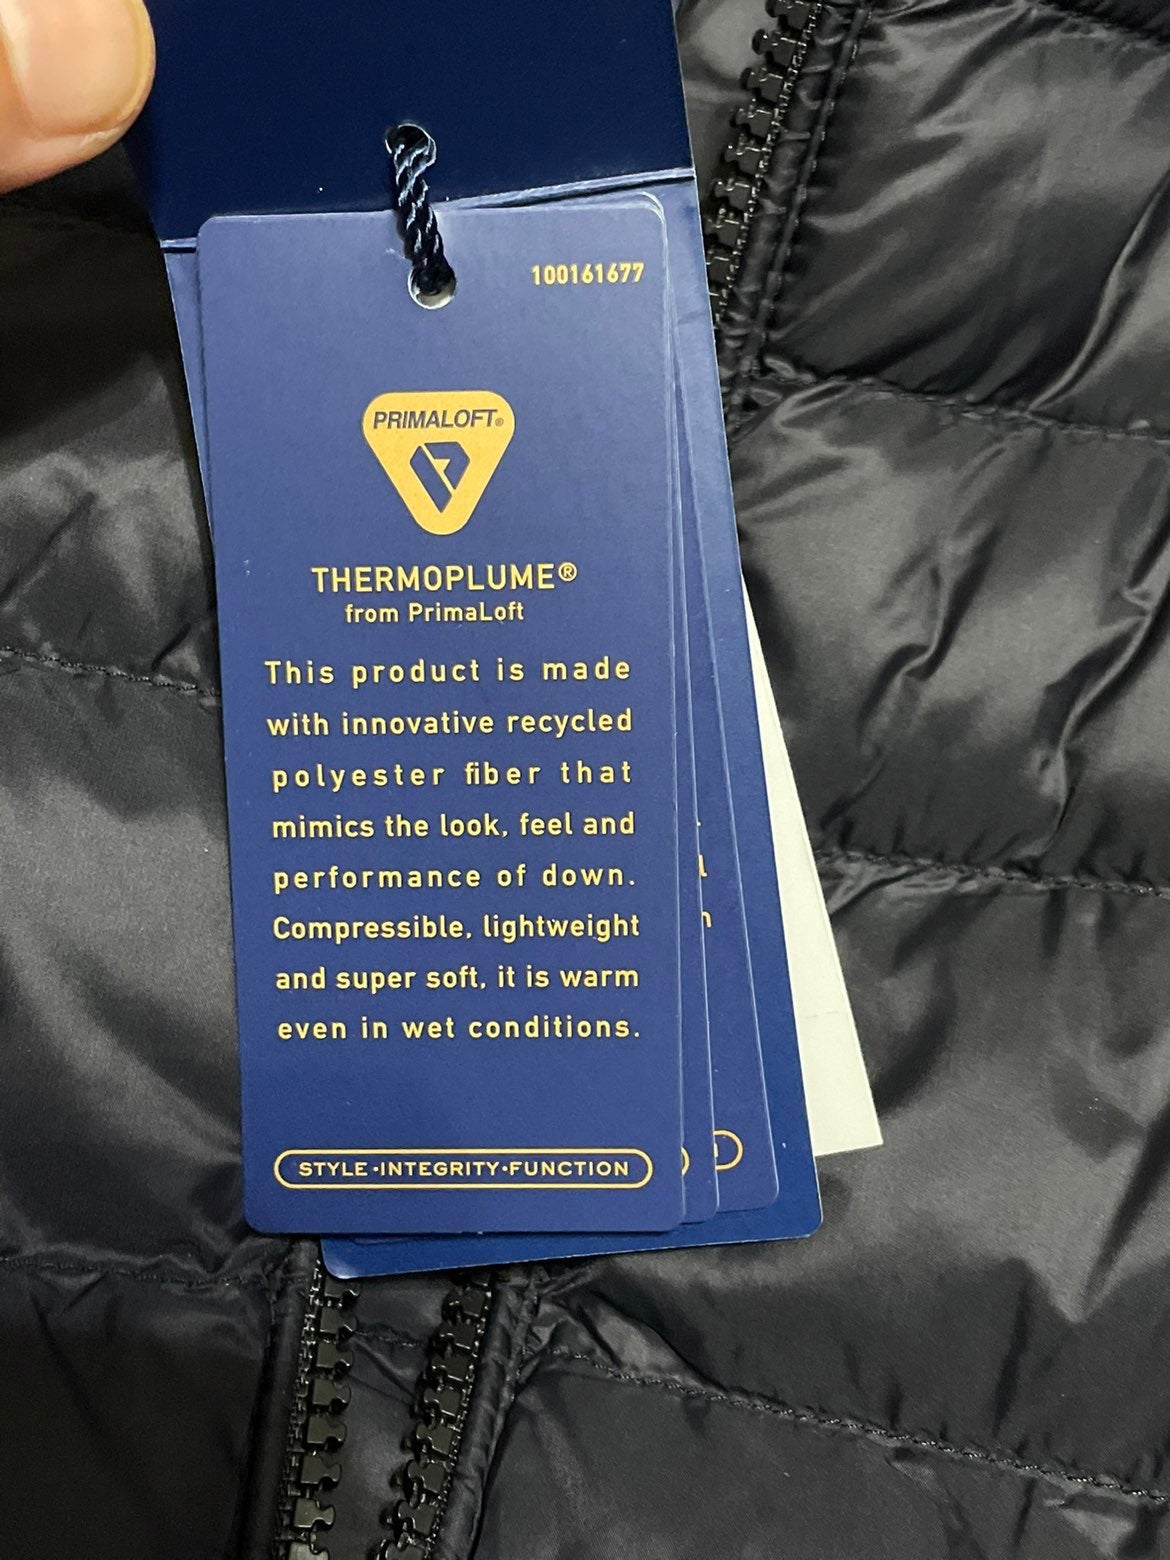 100161677
PRIMALOFT®
THERMOPLUME®
from PrimaLoft
This product is made
with innovative recycled
polyester fiber that
mimics the look, feel and
performance of down.
Compressible, lightweight
and super soft, it is warm
even in wet conditions.
STYLE•INTEGRITY•FUNCTION